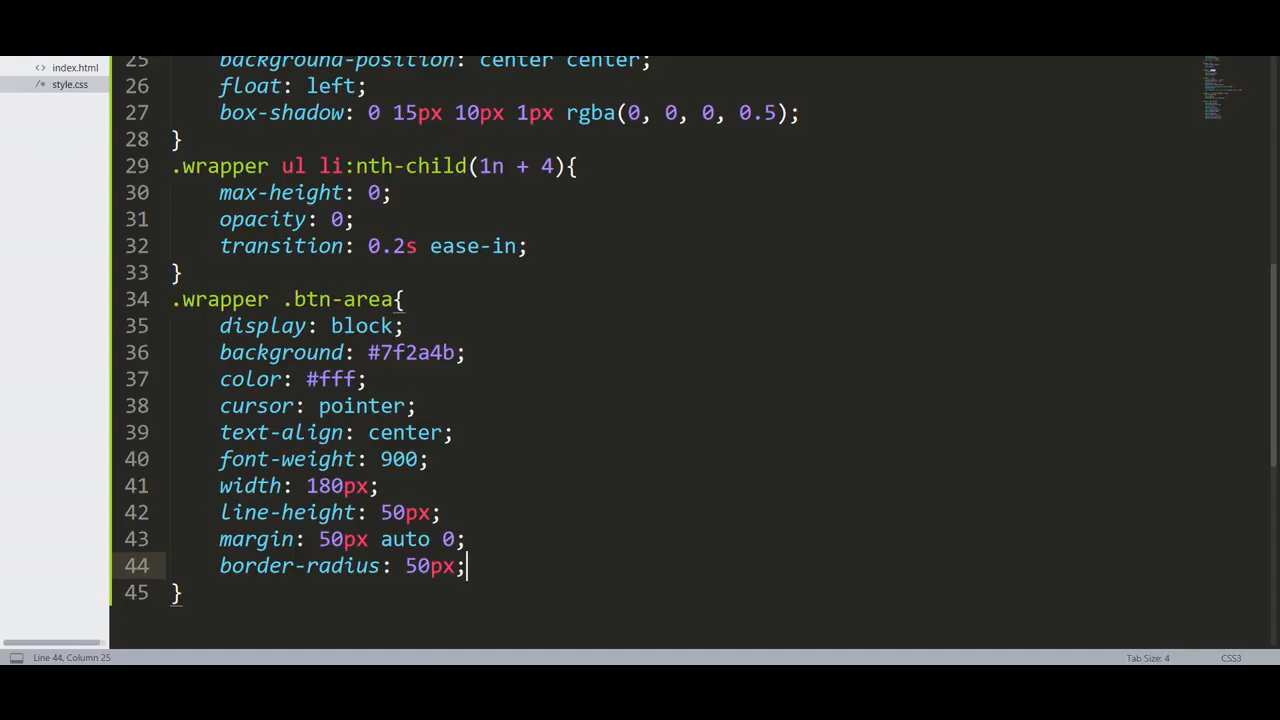 index.html
/* style.css
25 background-position: center center;
26 float: left;
27 box-shadow: 0 15px 10px 1px rgba(0, 0, 0, 0.5);
28 }
29 .wrapper ul li:nth-child(1n + 4){
30 max-height: 0;
31 opacity: 0;
32 transition: 0.2s ease-in;
33 }
34 .wrapper .btn-area{
35 display: block;
36 background: #7f2a4b;
37 color: #fff;
38 cursor: pointer;
39 text-align: center;
40 font-weight: 900;
41 width: 180px;
42 line-height: 50px;
43 margin: 50px auto 0;
44 border-radius: 50px;
45 }
Line 44, Column 25
Tab Size: 4
CSS3